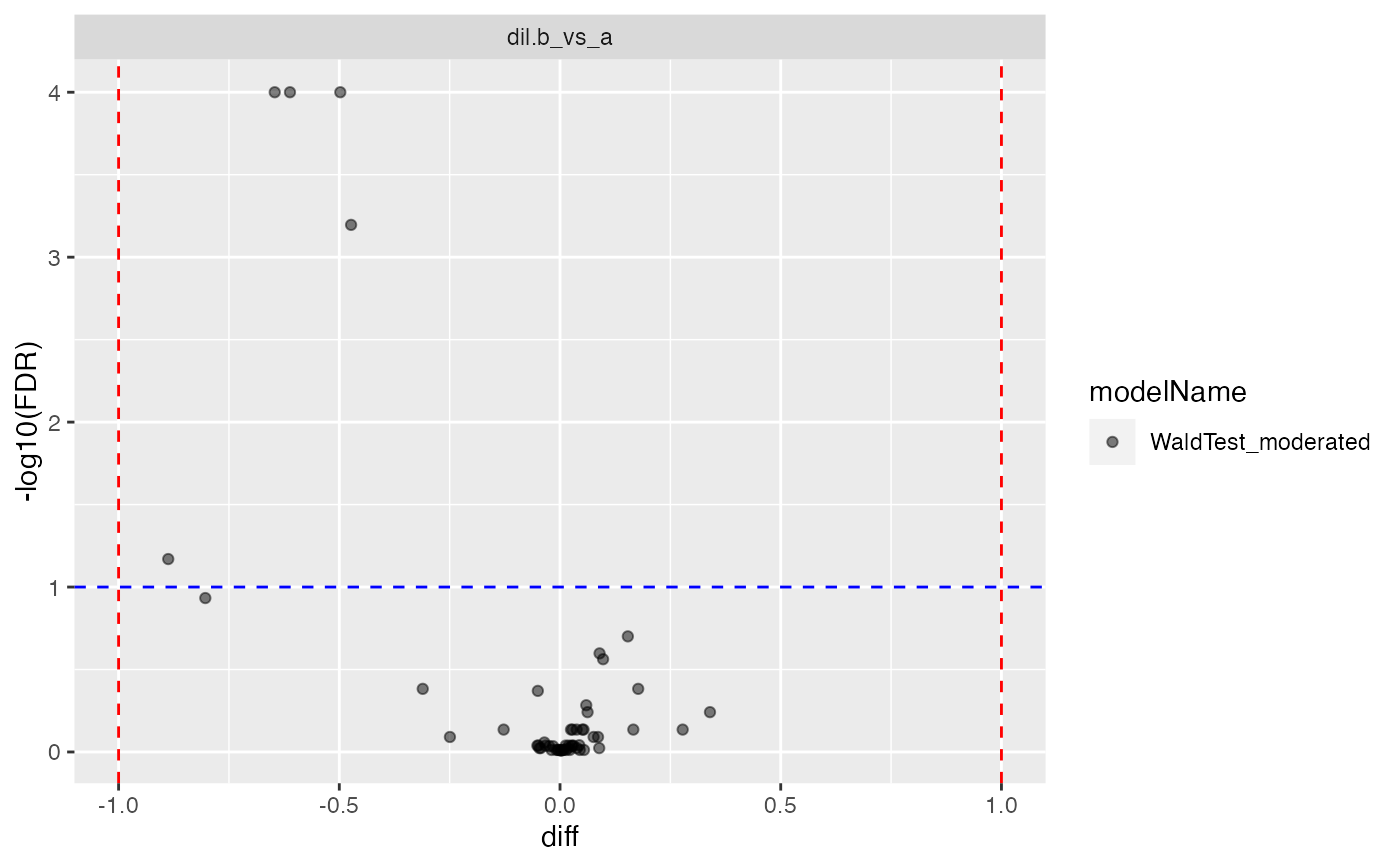 dil.b_vs_a
4
3
2
1
0
-log10(FDR)
-1.0
-0.5
0.0
0.5
1.0
diff
modelName
WaldTest_moderated